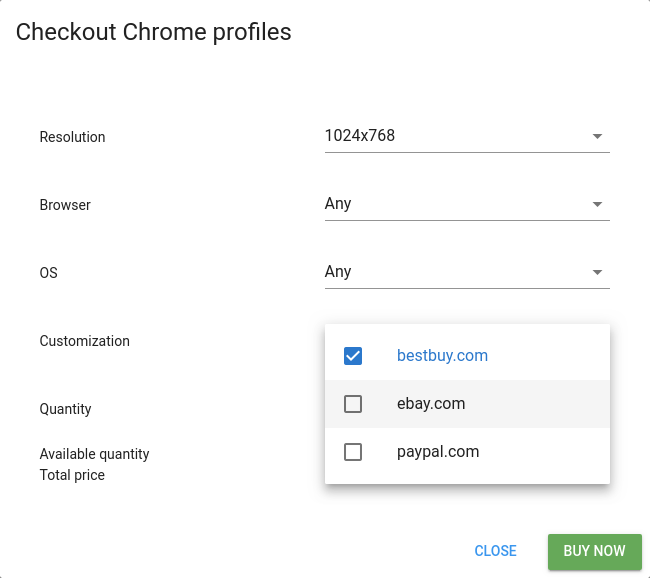 Checkout Chrome profiles
Resolution 1024x768
Browser Any
OS Any
Customization
bestbuy.com
ebay.com
Quantity
paypal.com
Available quantity
Total price
CLOSE BUY NOW